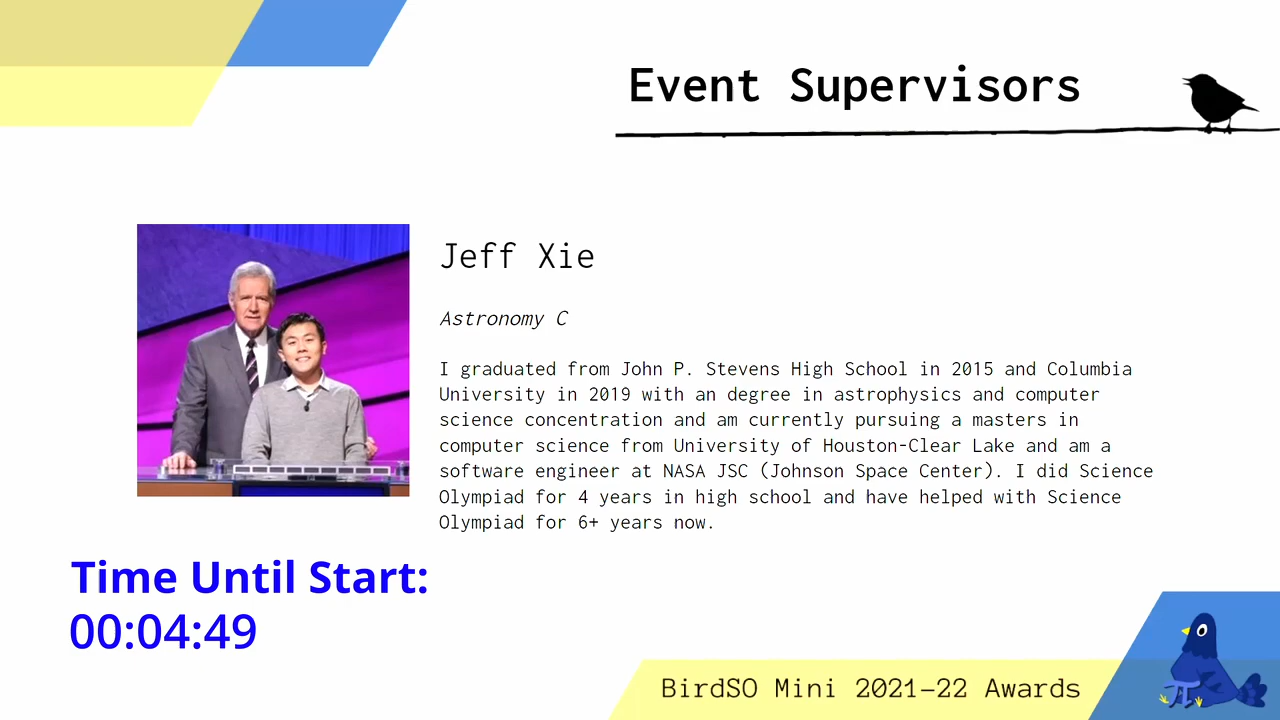 Event Supervisors
Jeff Xie
Astronomy C
I graduated from John P. Stevens High School in 2015 and Columbia
University in 2019 with an degree in astrophysics and computer
science concentration and am currently pursuing a masters in
computer science from University of Houston-Clear Lake and am a
software engineer at NASA JSC (Johnson Space Center). I did Science
Olympiad for 4 years in high school and have helped with Science
Olympiad for 6+ years now.
Time Until Start:
00:04:49
BirdSO Mini 2021-22 Awards